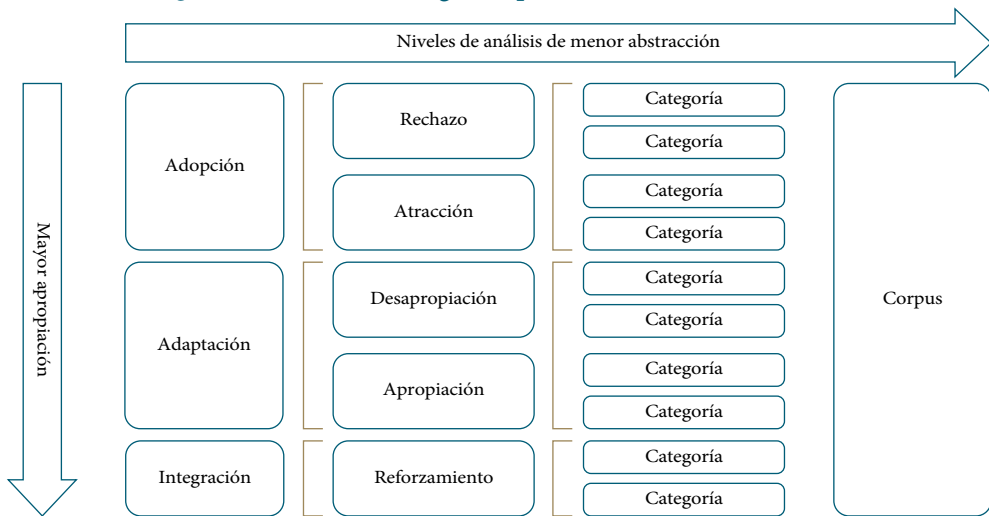 Niveles de análisis de menor abstracción
Mayor apropiación
Adopción
Rechazo
Categoría
Categoría
Atracción
Categoría
Categoría
Adaptación
Desapropiación
Categoría
Categoría
Apropiación
Categoría
Categoría
Integración
Reforzamiento
Categoría
Categoría
Corpus